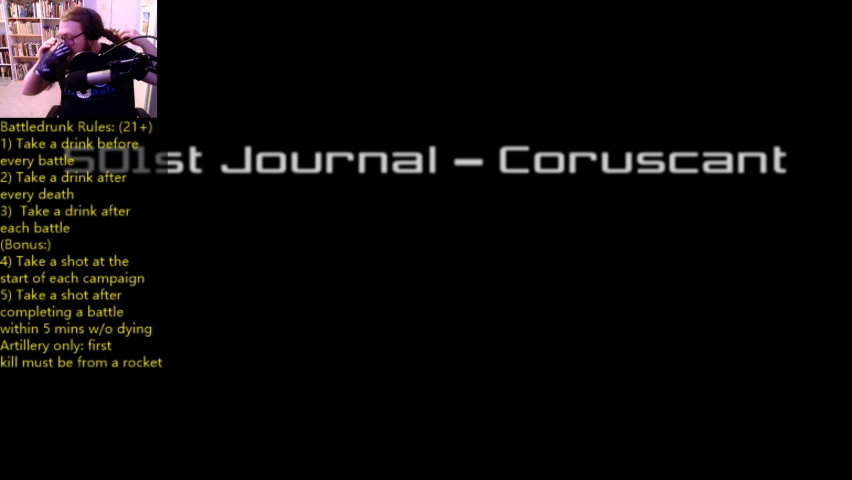 Battledrunk Rules: (21+)
1) Take a drink before
every battle
501st Journal – Coruscant
2) Take a drink after
every death
3)  Take a drink after
each battle
(Bonus:)
4) Take a shot at the
start of each campaign
5) Take a shot after
completing a battle
within 5 mins w/o dying
Artillery only: first
kill must be from a rocket